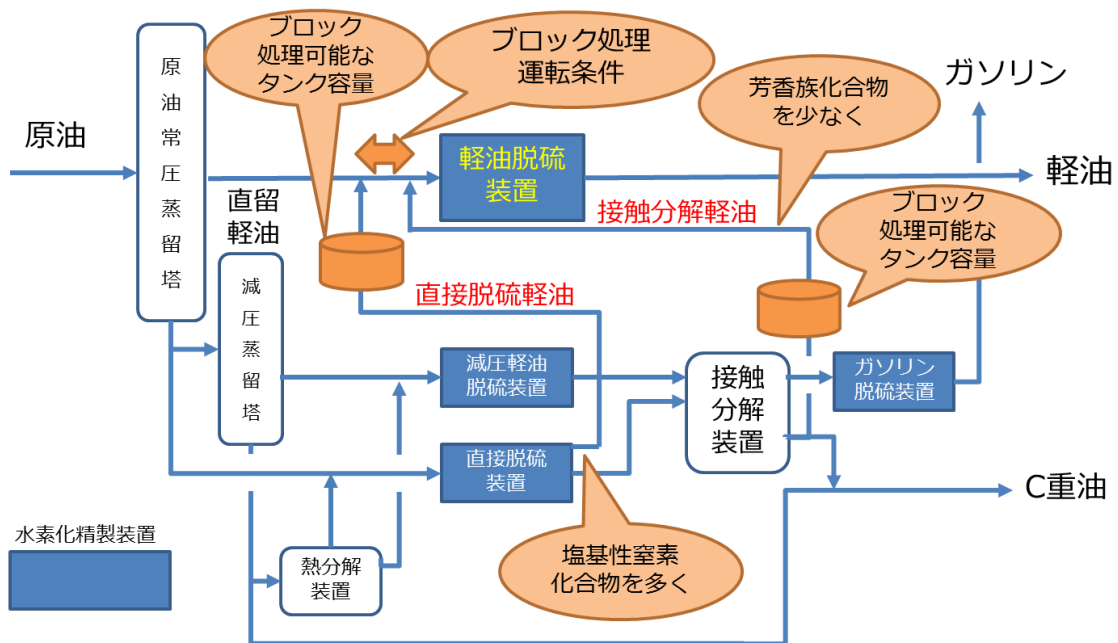 ブロック
処理可能な
タンク容量
ブロック処理
運転条件
芳香族化合物
を少なく
ガソリン
原油
原油常圧蒸留塔
軽油脱硫
装置
軽油
直留
軽油
接触分解軽油
ブロック
処理可能な
タンク容量
減圧蒸留塔
直接脱硫軽油
減圧軽油
脱硫装置
接触
分解
装置
ガソリン
脱硫装置
直接脱硫
装置
C重油
水素化精製装置
熱分解
装置
塩基性窒素
化合物を多く